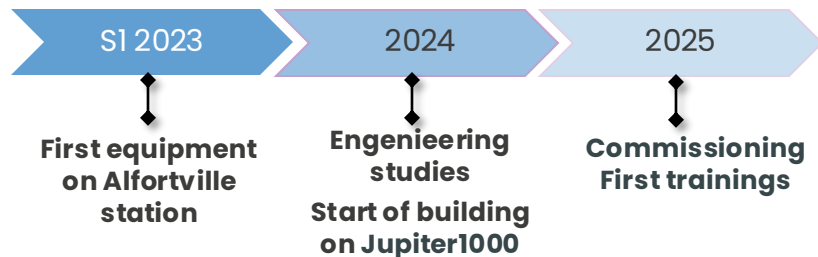 S1 2023
2024
2025
First equipment
on Alfortville
station
Engenieering
studies
Start of building
on Jupiter1000
Commissioning
First trainings